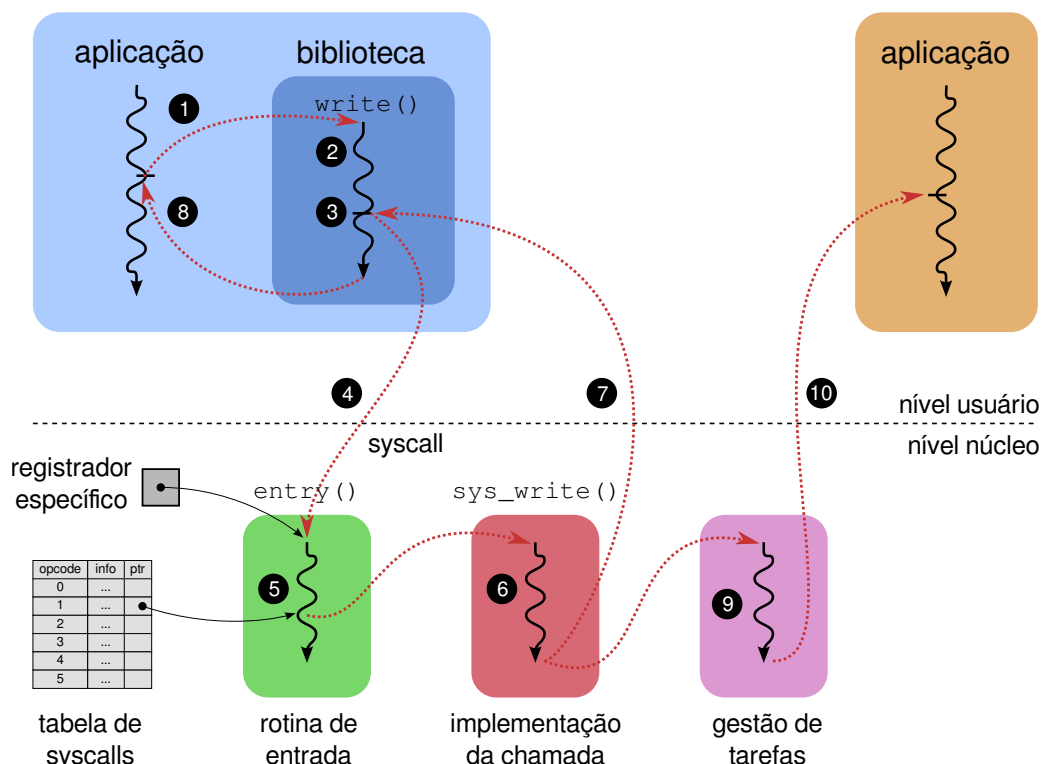 aplicação
biblioteca
aplicação
write()
1
2
8
3
4
7
10
nível usuário
syscall
nível núcleo
registrador
específico
entry()
sys_write()
opcode info ptr
0 ...
1 ...
2 ...
3 ...
4 ...
5 ...
5
6
9
tabela de
syscalls
rotina de
entrada
implementação
da chamada
gestão de
tarefas